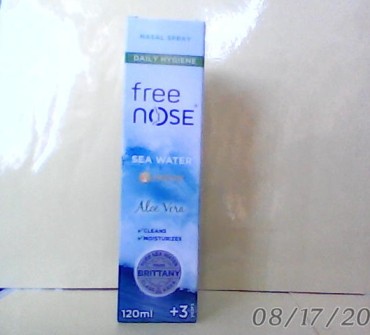 NASAL SPRAY
DAILY HYGIENE
free
nOSE
SEA WATER
Aloe Vera
CLEANS
MOISTURIZES
BRITTANY
120ml +3
08/17/20